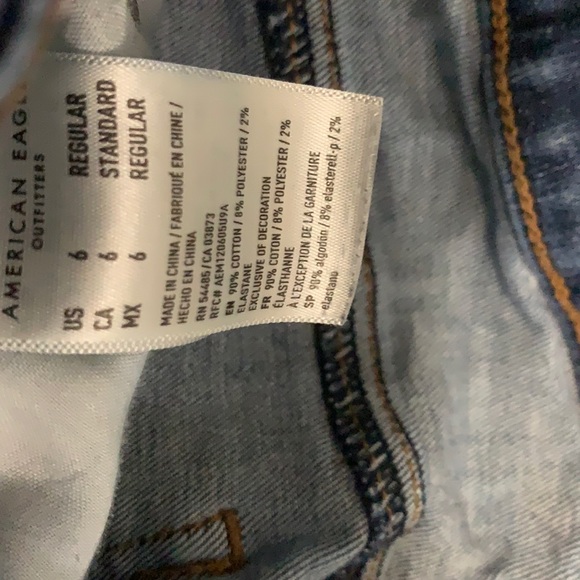 AMERICAN EAGL
OUTFITTERS
US 6 REGULAR
CA 6 STANDARD
MX 6 REGULAR
MADE IN CHINA / FABRIQUÉ EN CHINE /
HECHO EN CHINA
RN 54485 / CA 03873
RFC# AEM1206050U9A
EN 90% COTTON / 8% POLYESTER / 2%
ELASTANE
EXCLUSIVE OF DECORATION
FR 90% COTON / 8% POLYESTER / 2%
ÉLASTHANNE
À L'EXCEPTION DE LA GARNITURE
SP 90% algodón / 8% elasterell-p / 2%
elastano